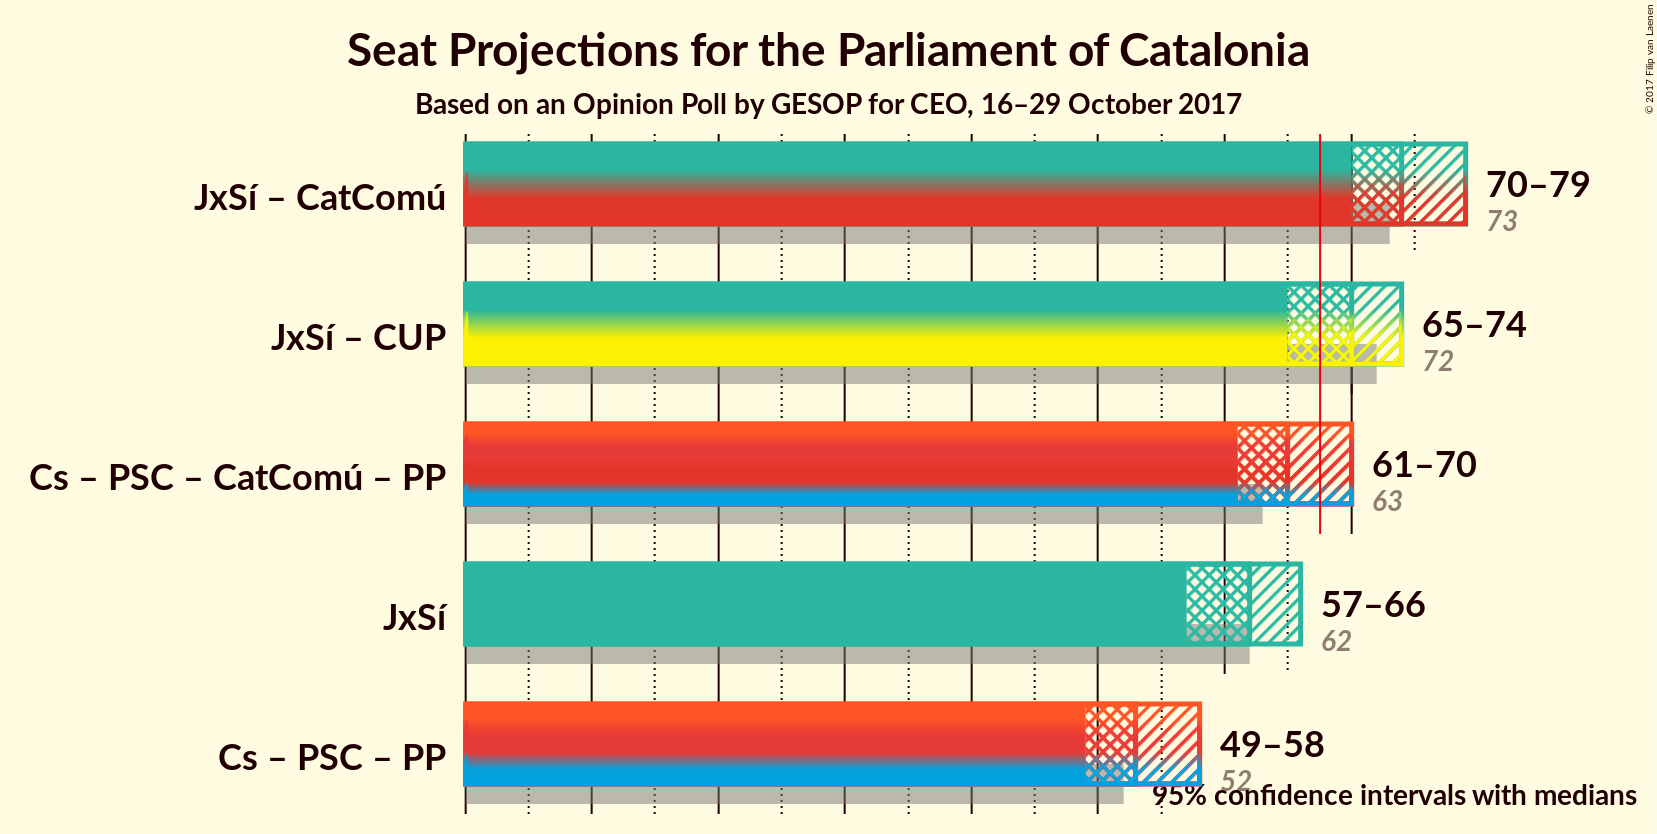 Seat Projections for the Parliament of Catalonia
Based on an Opinion Poll by GESOP for CEO, 16–29 October 2017
© 2017 Filip van Laenen
JxSí – CatComú
70–79
73
JxSí – CUP
65–74
72
Cs – PSC – CatComú – PP
61–70
63
JxSí
57–66
62
Cs – PSC – PP
49–58
52
95% confidence intervals with medians